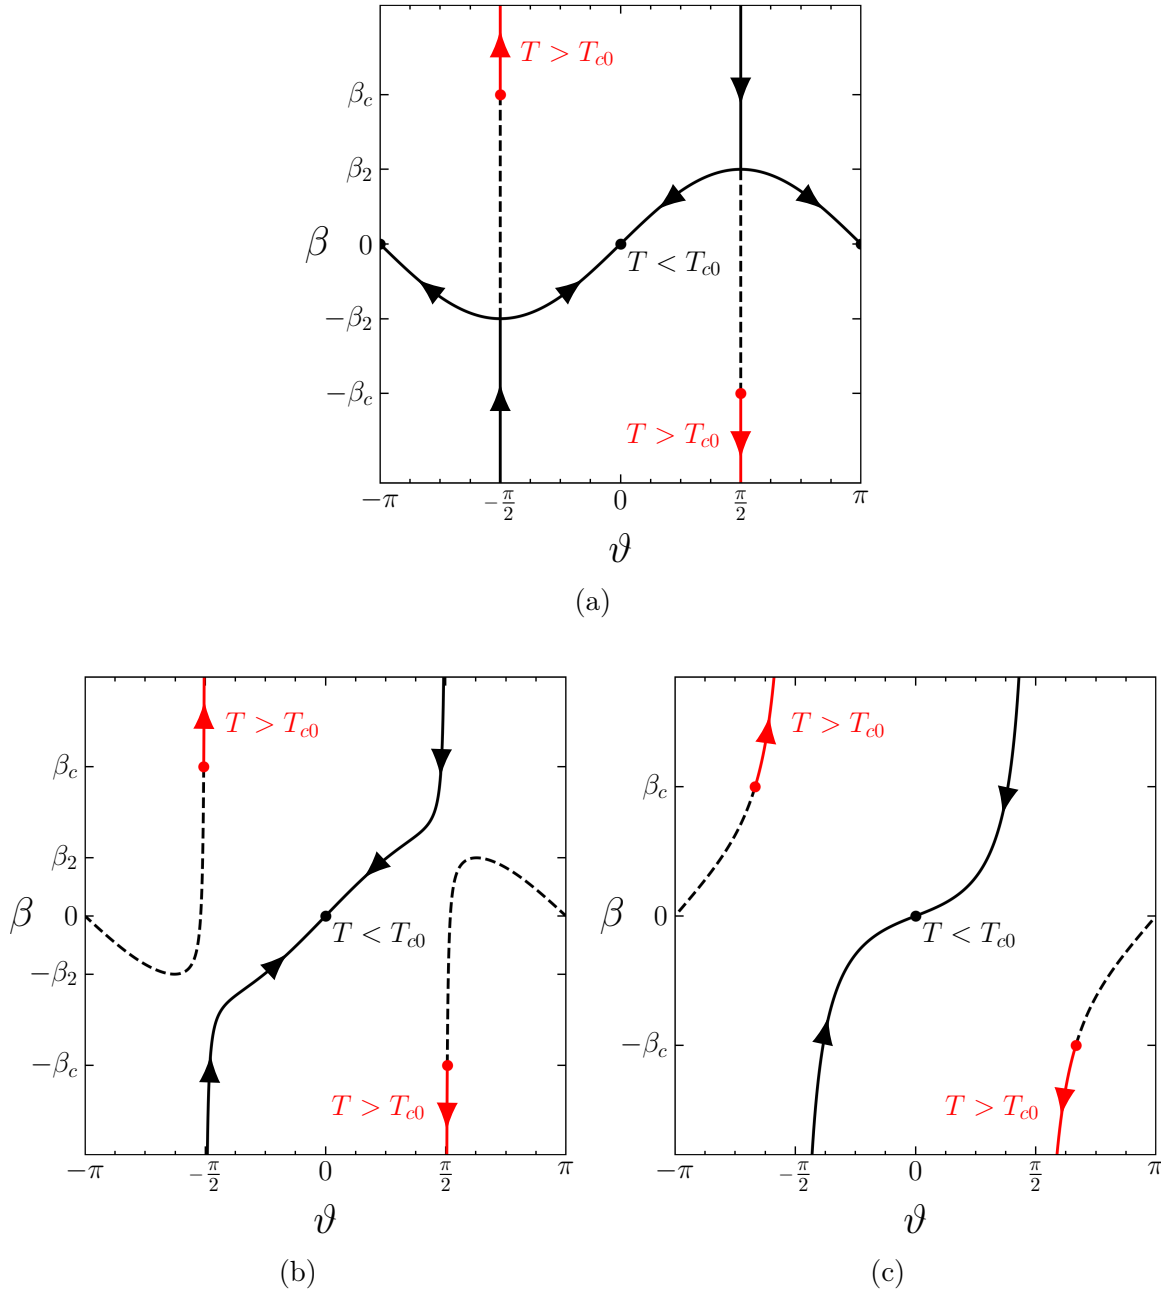 T > T_{c0}
β_c
β_2
β
0
T < T_{c0}
−β_2
−β_c
T > T_{c0}
−π
−π/2
0
π/2
π
ϑ
(a)
T > T_{c0}
β_c
β_2
β
0
T < T_{c0}
−β_2
−β_c
T > T_{c0}
−π
−π/2
0
π/2
π
ϑ
(b)
T > T_{c0}
β_c
β
0
T < T_{c0}
−β_c
T > T_{c0}
−π
−π/2
0
π/2
π
ϑ
(c)